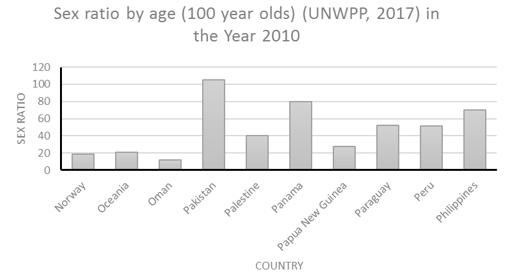 Sex ratio by age (100 year olds) (UNWPP, 2017) in
the Year 2010
120
100
80
60
40
20
0
SEX RATIO
Norway
Oceania
Oman
Pakistan
Palestine
Panama
Papua New Guinea
Paraguay
Peru
Philippines
COUNTRY